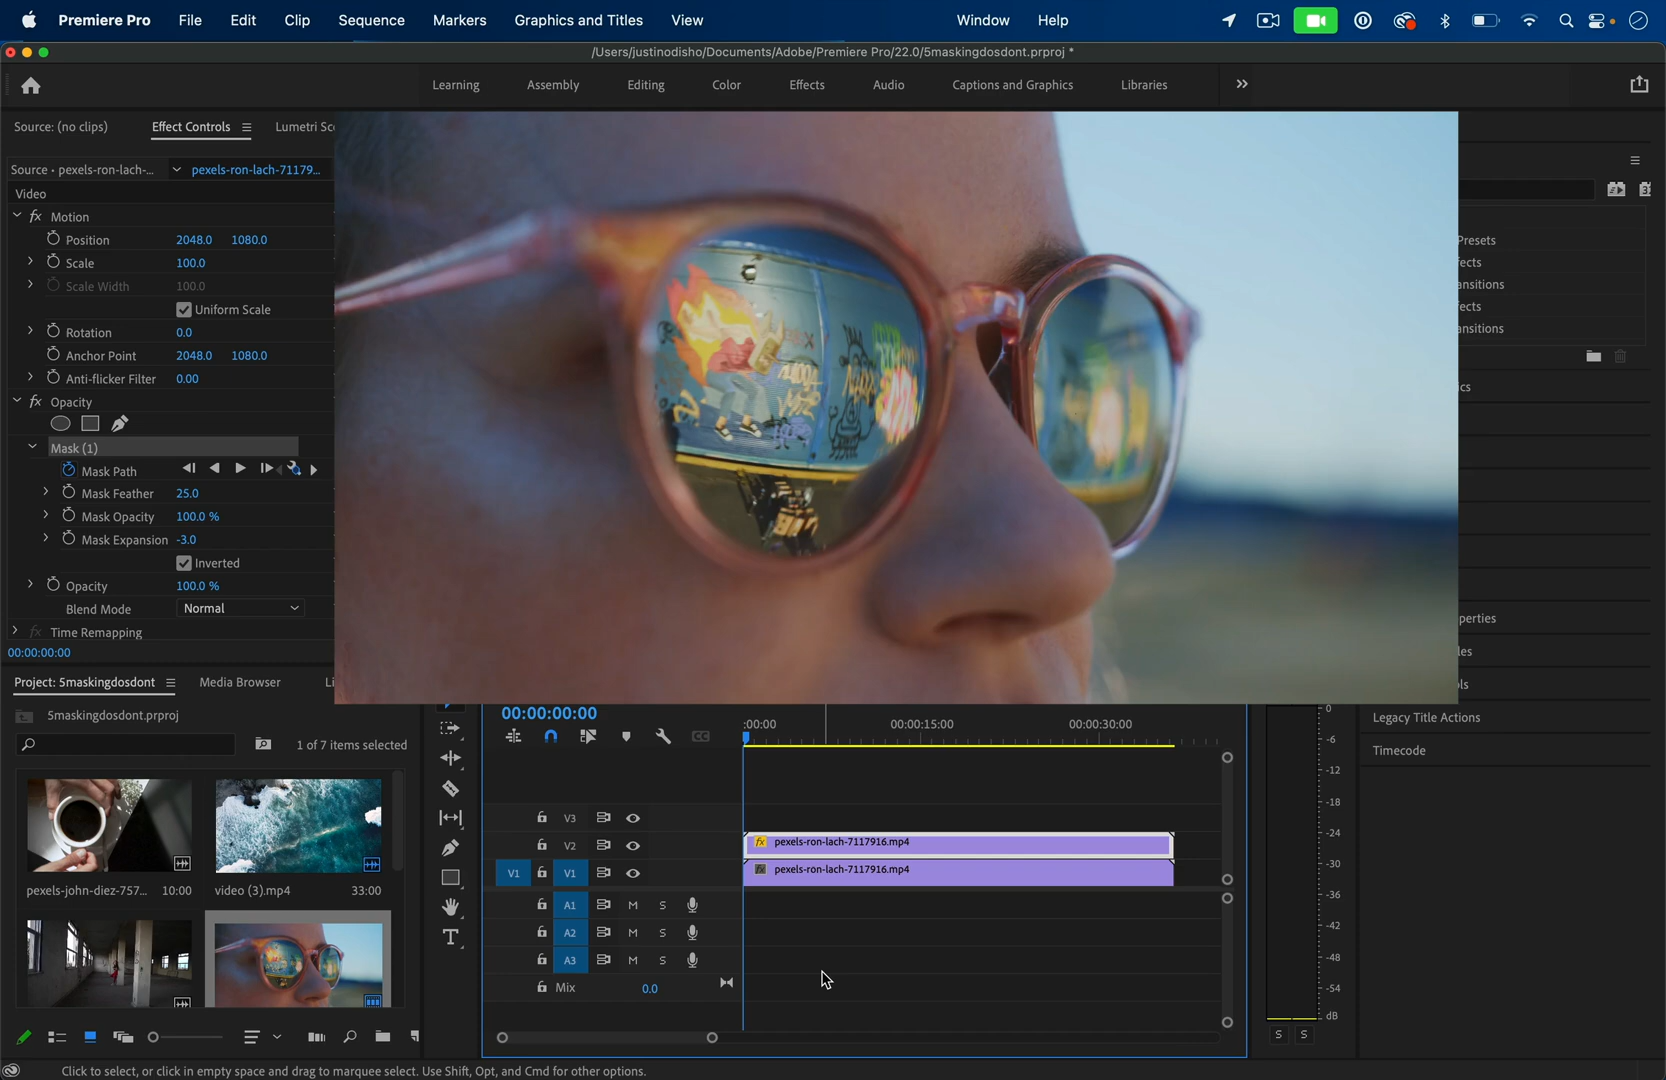 Premiere Pro File Edit Clip Sequence Markers Graphics and Titles View Window Help
/Users/justinodisho/Documents/Adobe/Premiere Pro/22.0/5maskingdosdont.prproj *
Learning Assembly Editing Color Effects Audio Captions and Graphics Libraries
Source: (no clips) Effect Controls Lumetri Sc
Source • pexels-ron-lach-... pexels-ron-lach-71179...
Video
fx Motion
Position 2048.0 1080.0
Scale 100.0
Scale Width 100.0
Uniform Scale
Rotation 0.0
Anchor Point 2048.0 1080.0
Anti-flicker Filter 0.00
fx Opacity
Mask (1)
Mask Path
Mask Feather 25.0
Mask Opacity 100.0 %
Mask Expansion -3.0
Inverted
Opacity 100.0 %
Blend Mode Normal
fx Time Remapping
00:00:00:00
Presets
fects
ansitions
fects
ansitions
ics
perties
les
ols
Legacy Title Actions
Timecode
Project: 5maskingdosdont Media Browser Li
5maskingdosdont.prproj
1 of 7 items selected
pexels-john-diez-757... 10:00
video (3).mp4 33:00
00:00:00:00
:00:00 00:00:15:00 00:00:30:00
V3
V2 fx pexels-ron-lach-7117916.mp4
V1 V1 fx pexels-ron-lach-7117916.mp4
A1 M S
A2 M S
A3 M S
Mix 0.0
0
-6
-12
-18
-24
-30
-36
-42
-48
-54
dB
S S
Click to select, or click in empty space and drag to marquee select. Use Shift, Opt, and Cmd for other options.